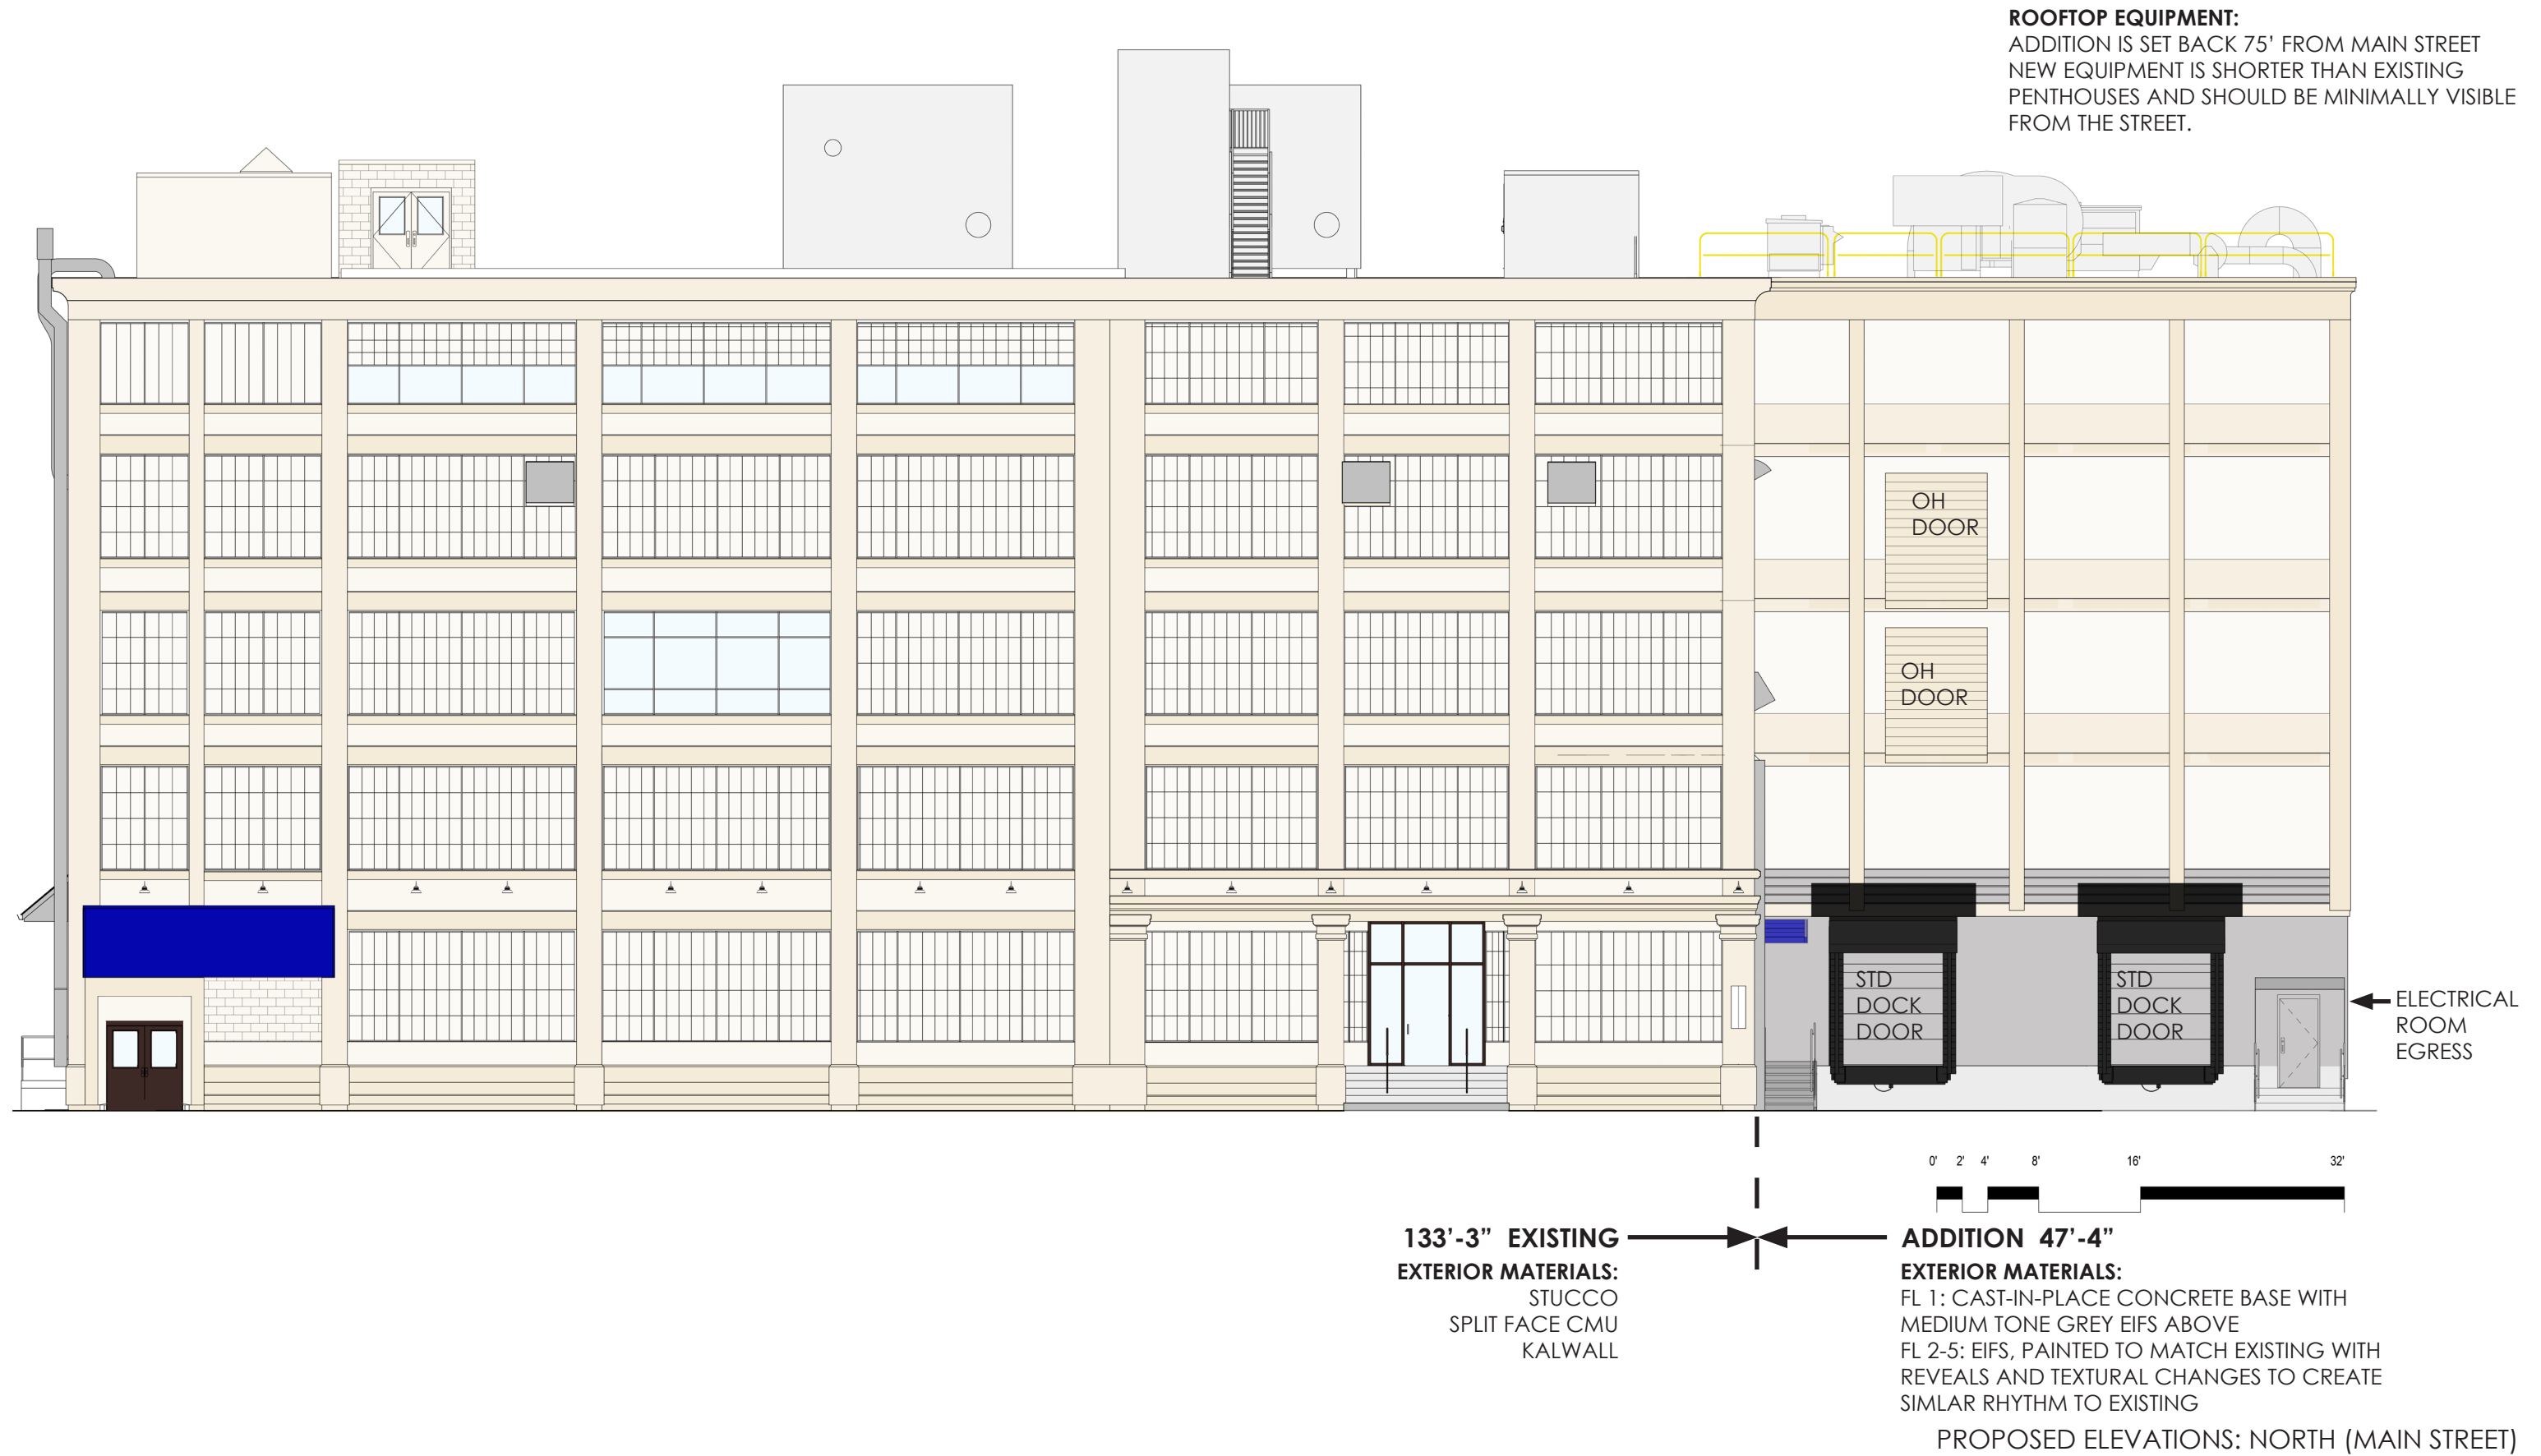 ROOFTOP EQUIPMENT:
ADDITION IS SET BACK 75’ FROM MAIN STREET
NEW EQUIPMENT IS SHORTER THAN EXISTING
PENTHOUSES AND SHOULD BE MINIMALLY VISIBLE
FROM THE STREET.
OH
DOOR
OH
DOOR
STD
DOCK
DOOR
STD
DOCK
DOOR
ELECTRICAL
ROOM
EGRESS
0' 2' 4' 8' 16' 32'
133’-3” EXISTING
EXTERIOR MATERIALS:
STUCCO
SPLIT FACE CMU
KALWALL
ADDITION 47’-4”
EXTERIOR MATERIALS:
FL 1: CAST-IN-PLACE CONCRETE BASE WITH
MEDIUM TONE GREY EIFS ABOVE
FL 2-5: EIFS, PAINTED TO MATCH EXISTING WITH
REVEALS AND TEXTURAL CHANGES TO CREATE
SIMLAR RHYTHM TO EXISTING
PROPOSED ELEVATIONS: NORTH (MAIN STREET)